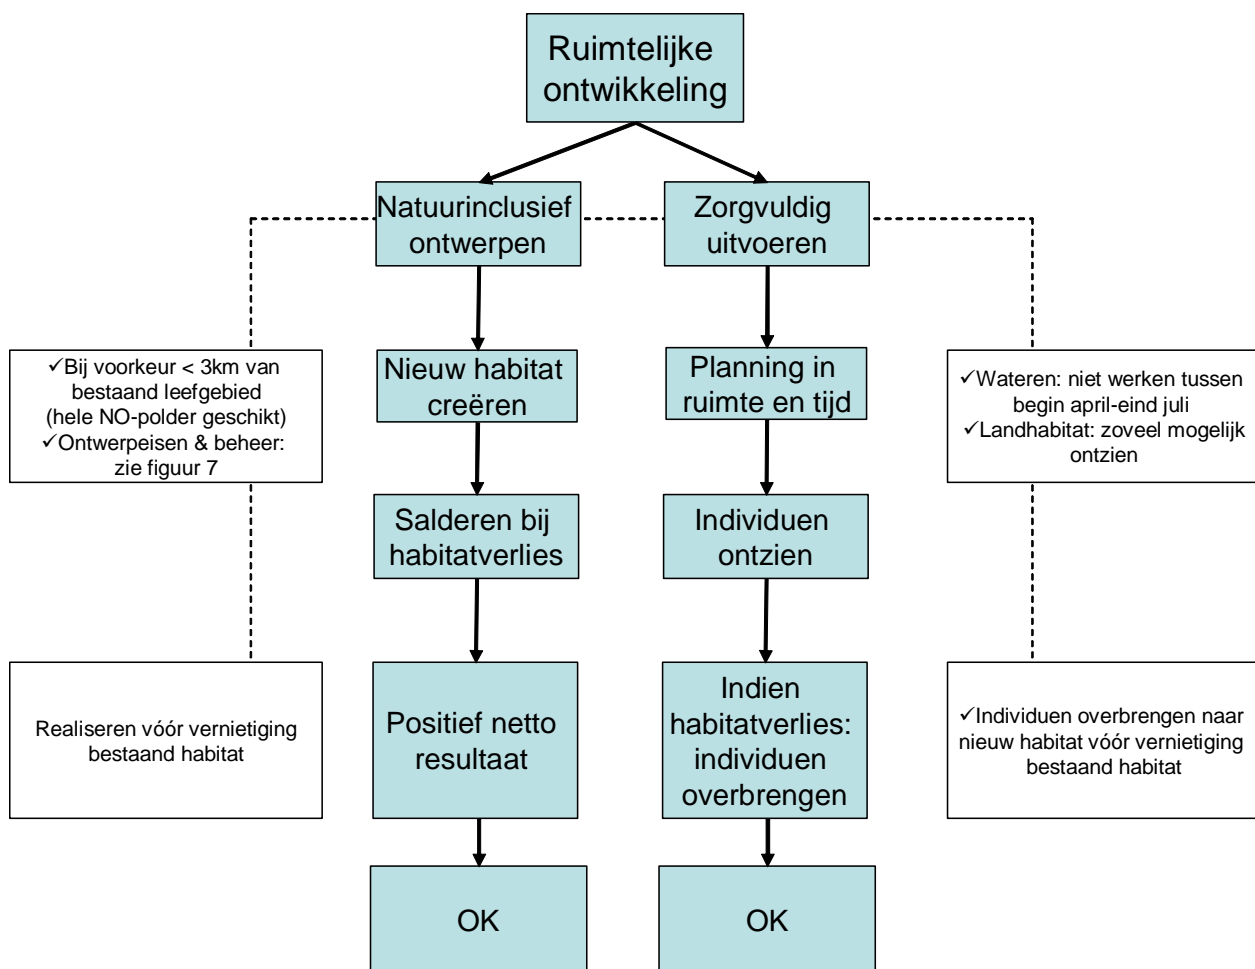 Ruimtelijke
ontwikkeling
Natuurinclusief
ontwerpen
Zorgvuldig
uitvoeren
✓Bij voorkeur < 3km van
bestaand leefgebied
(hele NO-polder geschikt)
✓Ontwerpeisen & beheer:
zie figuur 7
Nieuw habitat
creëren
Planning in
ruimte en tijd
✓Wateren: niet werken tussen
begin april-eind juli
✓Landhabitat: zoveel mogelijk
ontzien
Salderen bij
habitatverlies
Individuen
ontzien
Realiseren vóór vernietiging
bestaand habitat
Positief netto
resultaat
Indien
habitatverlies:
individuen
overbrengen
✓Individuen overbrengen naar
nieuw habitat vóór vernietiging
bestaand habitat
OK
OK